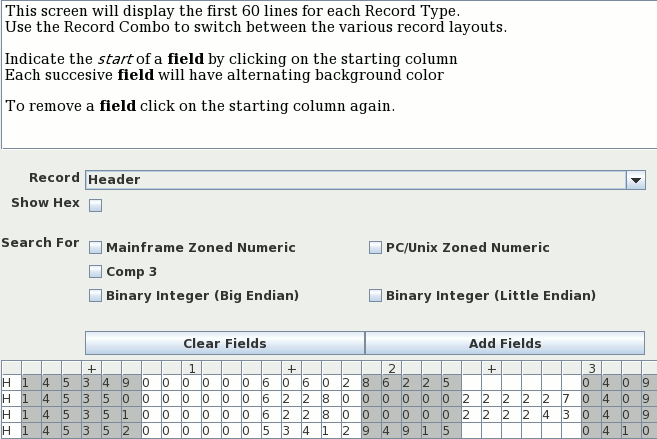 This screen will display the first 60 lines for each Record Type.
Use the Record Combo to switch between the various record layouts.
Indicate the start of a field by clicking on the starting column
Each succesive field will have alternating background color
To remove a field click on the starting column again.
Record Header
Show Hex
Search For Mainframe Zoned Numeric PC/Unix Zoned Numeric
Comp 3
Binary Integer (Big Endian) Binary Integer (Little Endian)
Clear Fields Add Fields
+ 1 + 2 + 3
H 1 4 5 3 4 9 0 0 0 0 0 0 6 0 6 0 2 8 6 2 2 5 0 4 0 9
H 1 4 5 3 5 0 0 0 0 0 0 0 6 2 2 8 0 0 0 0 0 0 2 2 2 2 2 7 0 4 0 9
H 1 4 5 3 5 1 0 0 0 0 0 0 6 2 2 8 0 0 0 0 0 0 2 2 2 2 4 3 0 4 0 9
H 1 4 5 3 5 2 0 0 0 0 0 0 5 3 4 1 2 9 4 9 1 5 0 4 1 0